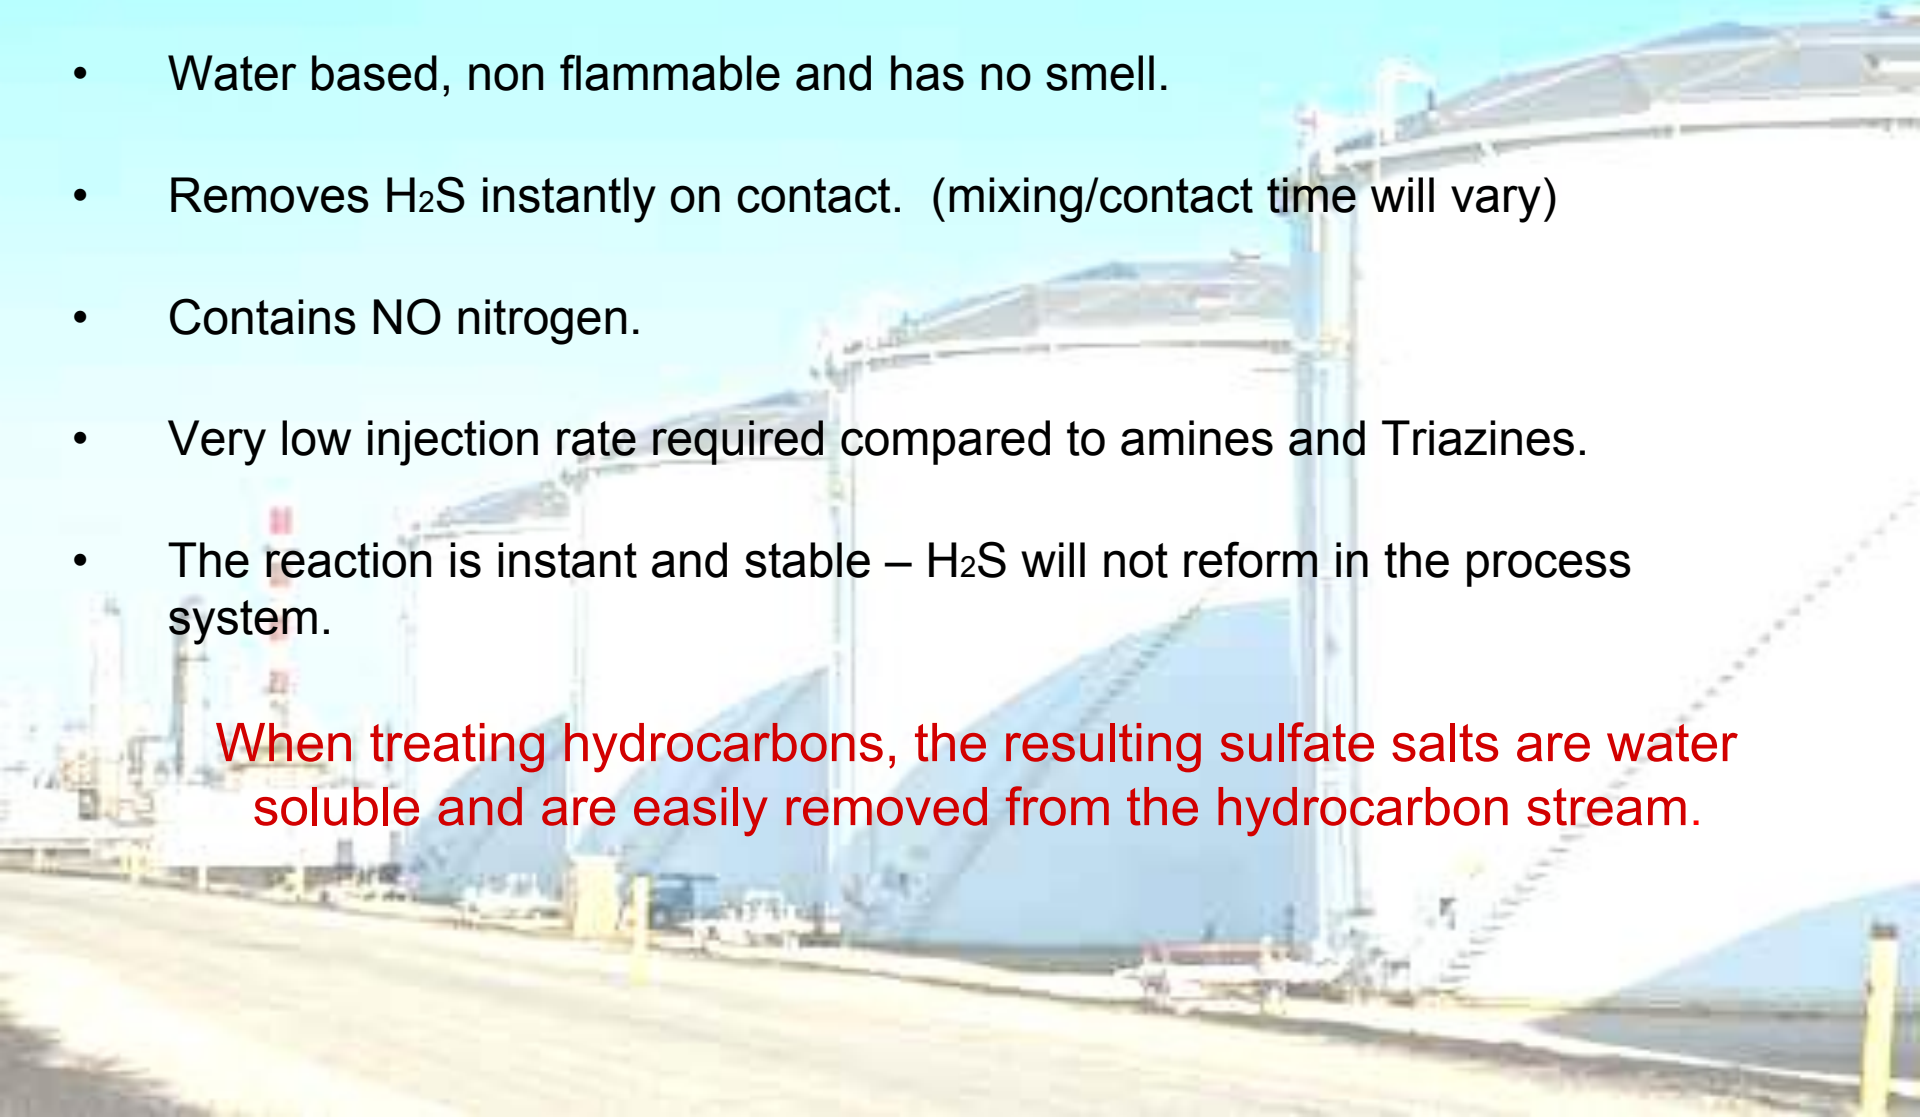 • Water based, non flammable and has no smell.
• Removes H₂S instantly on contact. (mixing/contact time will vary)
• Contains NO nitrogen.
• Very low injection rate required compared to amines and Triazines.
• The reaction is instant and stable – H₂S will not reform in the process
system.
When treating hydrocarbons, the resulting sulfate salts are water
soluble and are easily removed from the hydrocarbon stream.